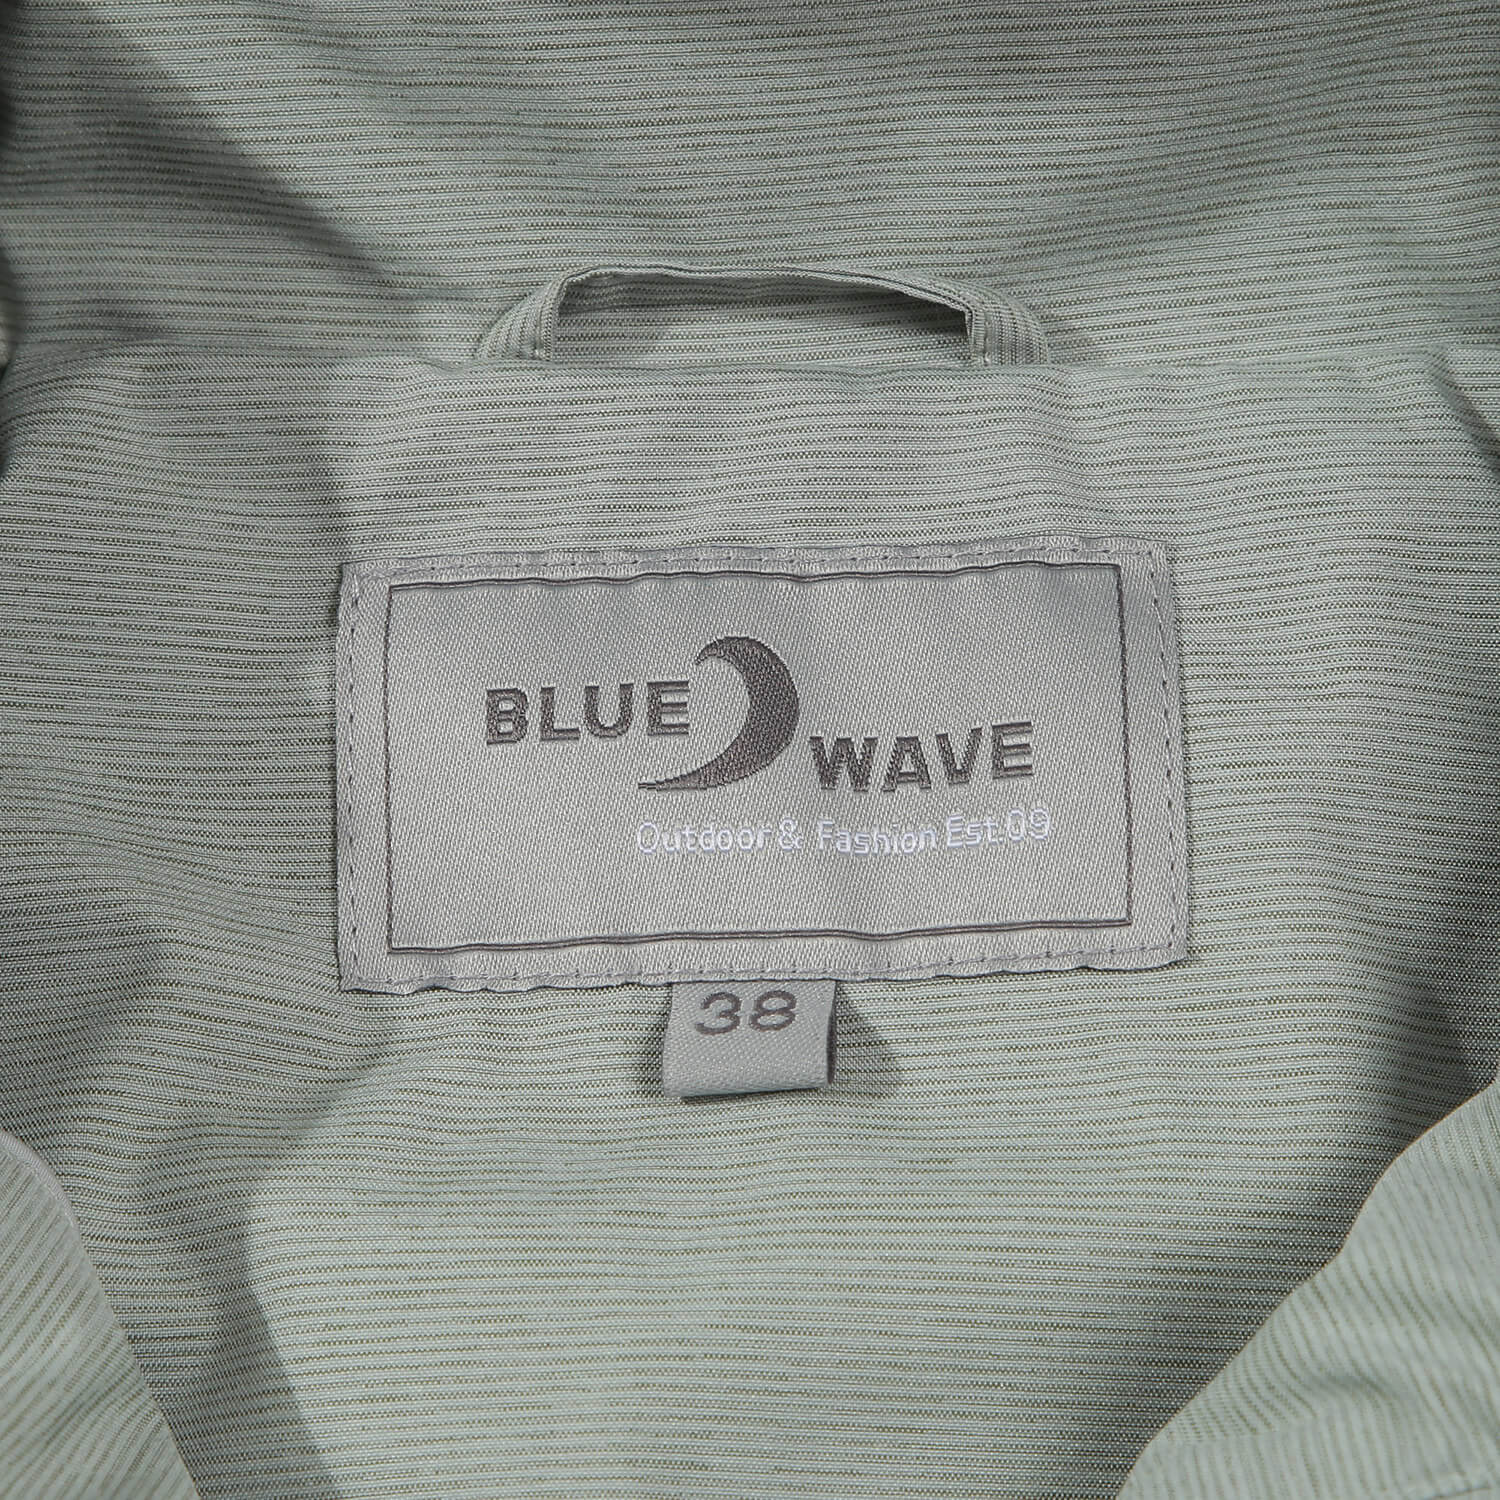 BLUE WAVE
Outdoor & Fashion Est.09
38